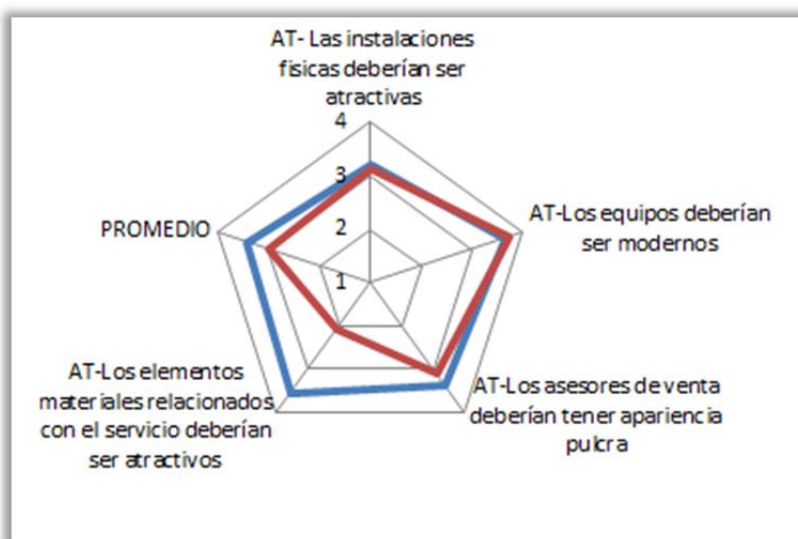 AT- Las instalaciones
fisicas deberían ser
atractivas
4
3
2
1
AT-Los equipos deberían
ser modernos
AT-Los asesores de venta
deberían tener apariencia
pulcra
AT-Los elementos
materiales relacionados
con el servicio deberían
ser atractivos
PROMEDIO